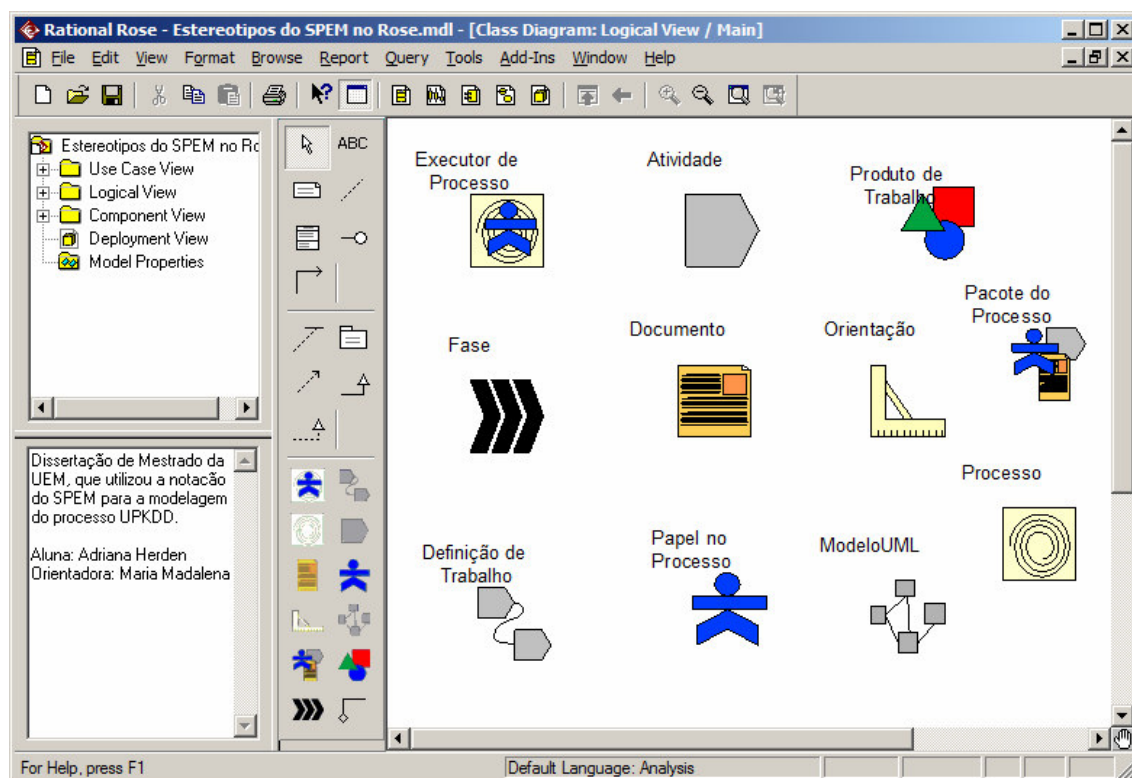 Rational Rose - Estereotipos do SPEM no Rose.mdl - [Class Diagram: Logical View / Main]
File Edit View Format Browse Report Query Tools Add-Ins Window Help
Estereotipos do SPEM no Ro
Use Case View
Logical View
Component View
Deployment View
Model Properties
Dissertação de Mestrado da
UEM, que utilizou a notacão
do SPEM para a modelagem
do processo UPKDD.
Aluna: Adriana Herden
Orientadora: Maria Madalena
ABC
Executor de
Processo
Atividade
Produto de
Trabalho
Fase
Documento
Orientação
Pacote do
Processo
Definição de
Trabalho
Papel no
Processo
ModeloUML
Processo
For Help, press F1
Default Language: Analysis